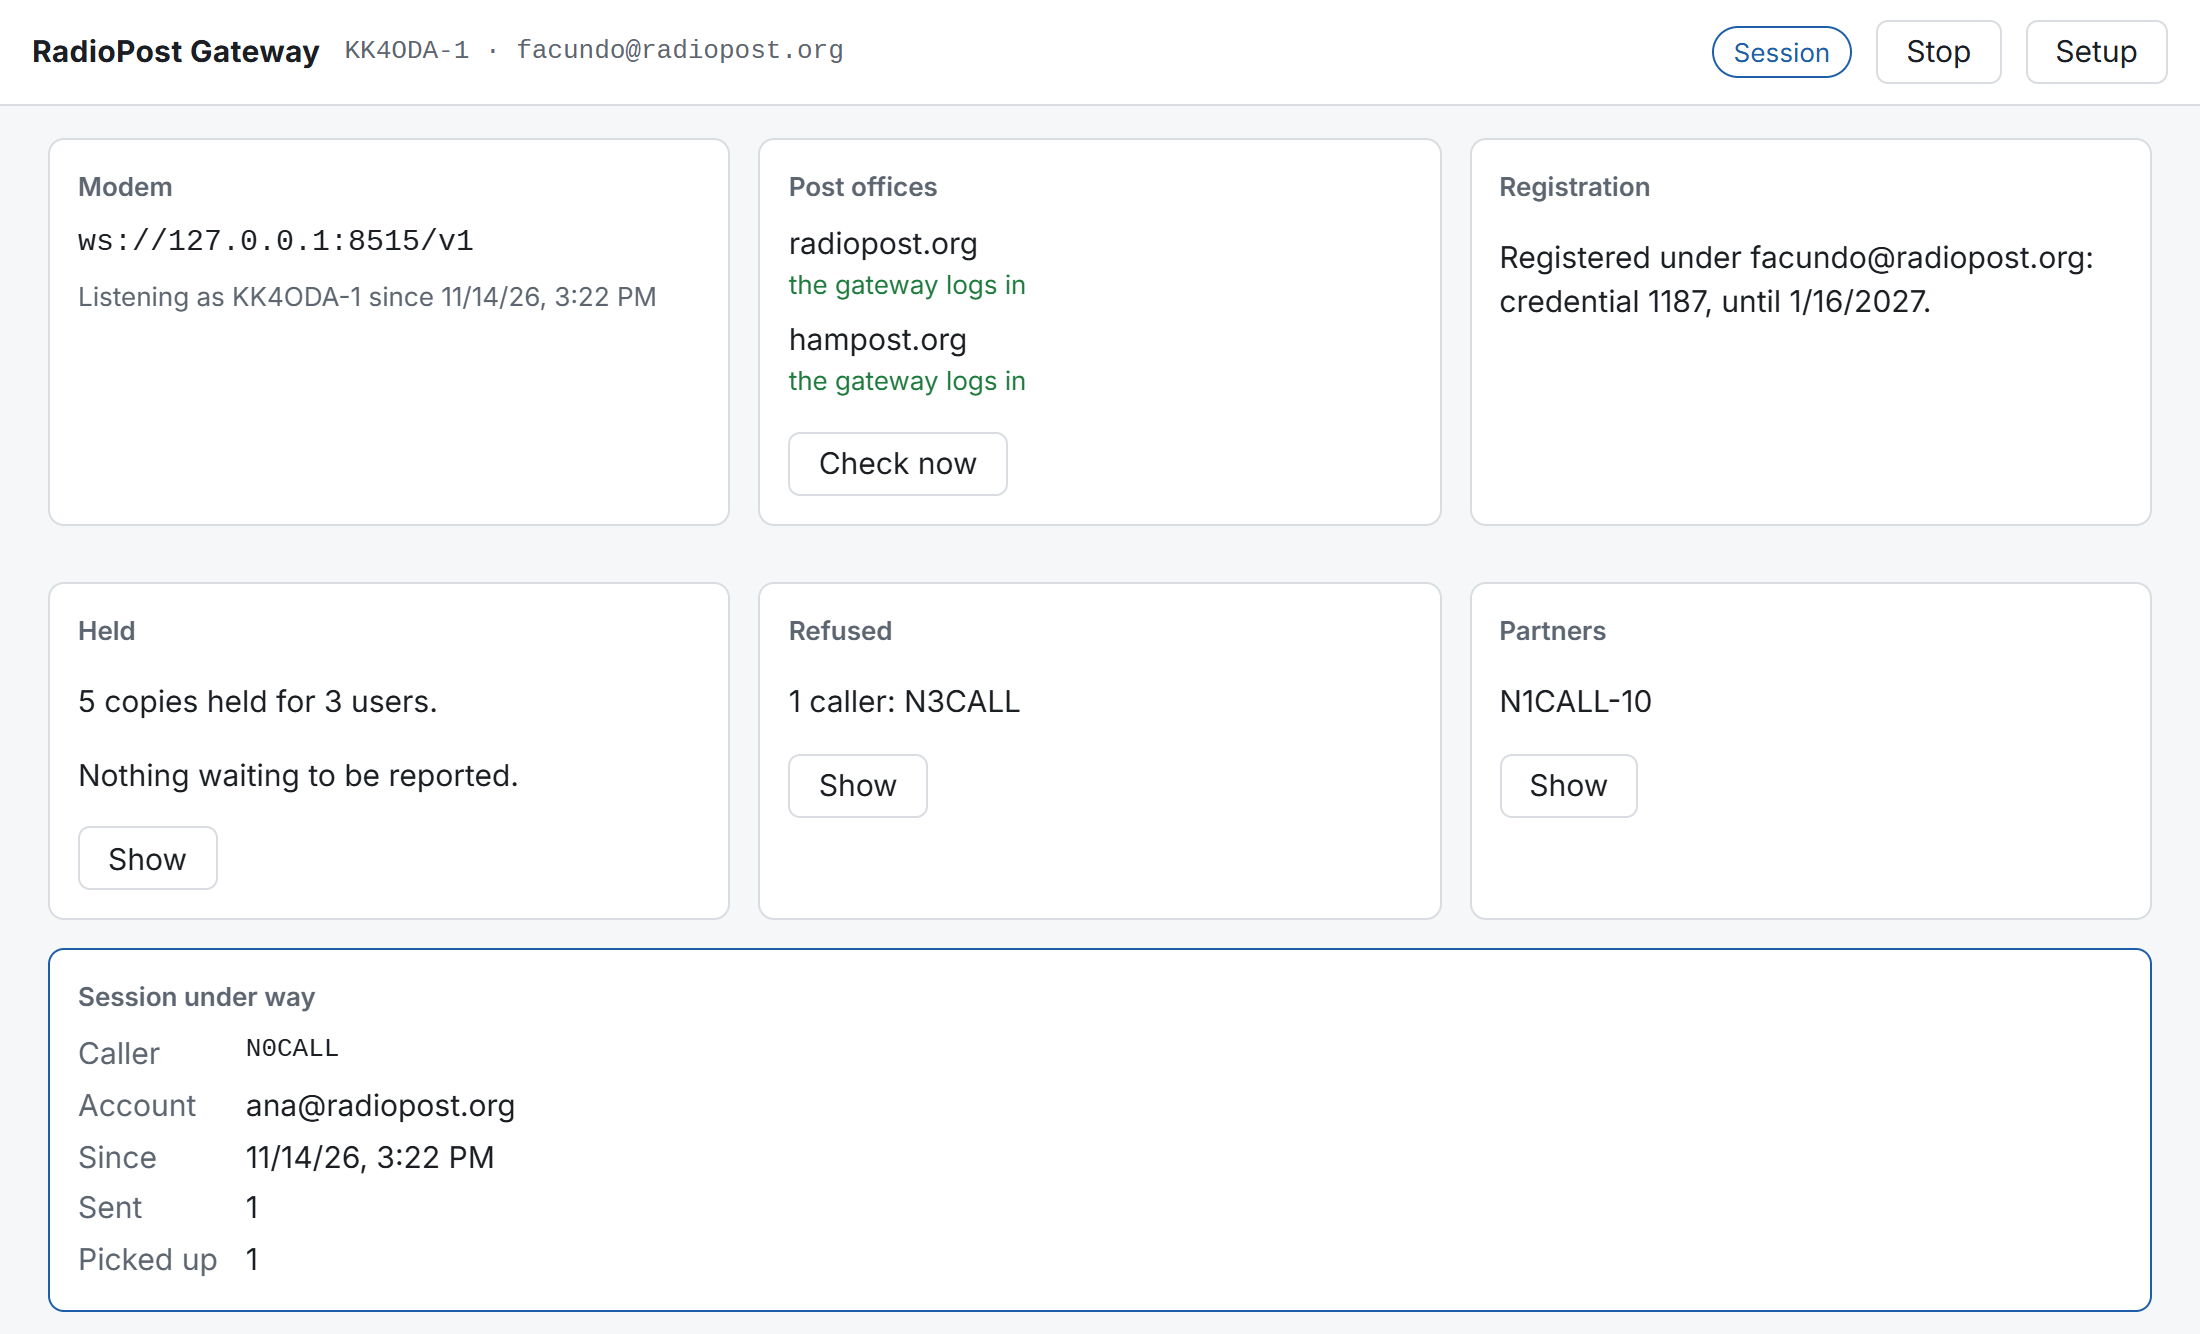 RadioPost Gateway KK4ODA-1 · facundo@radiopost.org Session Stop Setup
Modem
ws://127.0.0.1:8515/v1
Listening as KK4ODA-1 since 11/14/26, 3:22 PM
Post offices
radiopost.org
the gateway logs in
hampost.org
the gateway logs in
Check now
Registration
Registered under facundo@radiopost.org:
credential 1187, until 1/16/2027.
Held
5 copies held for 3 users.
Nothing waiting to be reported.
Show
Refused
1 caller: N3CALL
Show
Partners
N1CALL-10
Show
Session under way
Caller N0CALL
Account ana@radiopost.org
Since 11/14/26, 3:22 PM
Sent 1
Picked up 1